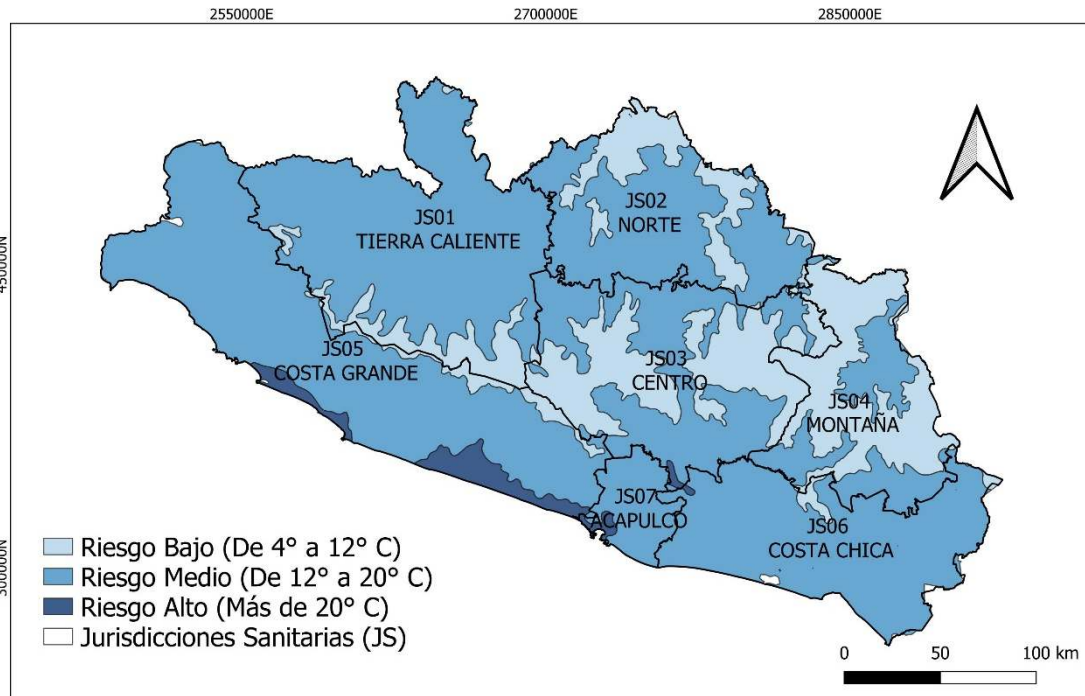 2550000E
2700000E
2850000E
JS01
TIERRA CALIENTE
JS02
NORTE
JS05
COSTA GRANDE
JS03
CENTRO
JS04
MONTAÑA
JS07
ACAPULCO
JS06
COSTA CHICA
Riesgo Bajo (De 4° a 12° C)
Riesgo Medio (De 12° a 20° C)
Riesgo Alto (Más de 20° C)
Jurisdicciones Sanitarias (JS)
0 50 100 km